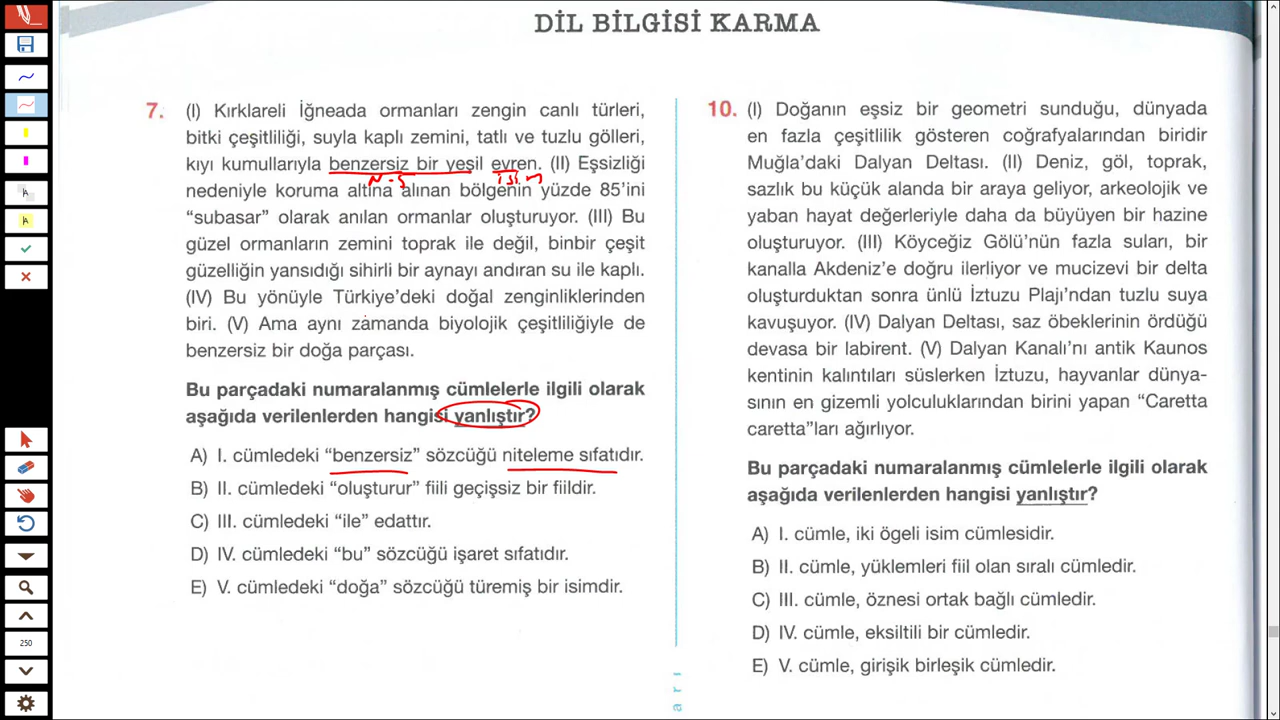 DİL BİLGİSİ KARMA
7. (I) Kırklareli İğneada ormanları zengin canlı türleri,
bitki çeşitliliği, suyla kaplı zemini, tatlı ve tuzlu gölleri,
kıyı kumullarıyla benzersiz bir yeşil evren. (II) Eşsizliği
N.S İsim
nedeniyle koruma altına alınan bölgenin yüzde 85’ini
“subasar” olarak anılan ormanlar oluşturuyor. (III) Bu
güzel ormanların zemini toprak ile değil, binbir çeşit
güzelliğin yansıdığı sihirli bir aynayı andıran su ile kaplı.
(IV) Bu yönüyle Türkiye’deki doğal zenginliklerinden
biri. (V) Ama aynı zamanda biyolojik çeşitliliğiyle de
benzersiz bir doğa parçası.
Bu parçadaki numaralanmış cümlelerle ilgili olarak
aşağıda verilenlerden hangisi yanlıştır?
A) I. cümledeki “benzersiz” sözcüğü niteleme sıfatıdır.
B) II. cümledeki “oluşturur” fiili geçişsiz bir fiildir.
C) III. cümledeki “ile” edattır.
D) IV. cümledeki “bu” sözcüğü işaret sıfatıdır.
E) V. cümledeki “doğa” sözcüğü türemiş bir isimdir.
10. (I) Doğanın eşsiz bir geometri sunduğu, dünyada
en fazla çeşitlilik gösteren coğrafyalarından biridir
Muğla’daki Dalyan Deltası. (II) Deniz, göl, toprak,
sazlık bu küçük alanda bir araya geliyor, arkeolojik ve
yaban hayat değerleriyle daha da büyüyen bir hazine
oluşturuyor. (III) Köyceğiz Gölü’nün fazla suları, bir
kanalla Akdeniz’e doğru ilerliyor ve mucizevi bir delta
oluşturduktan sonra ünlü İztuzu Plajı’ndan tuzlu suya
kavuşuyor. (IV) Dalyan Deltası, saz öbeklerinin ördüğü
devasa bir labirent. (V) Dalyan Kanalı’nı antik Kaunos
kentinin kalıntıları süslerken İztuzu, hayvanlar dünya-
sının en gizemli yolculuklarından birini yapan “Caretta
caretta”ları ağırlıyor.
Bu parçadaki numaralanmış cümlelerle ilgili olarak
aşağıda verilenlerden hangisi yanlıştır?
A) I. cümle, iki ögeli isim cümlesidir.
B) II. cümle, yüklemleri fiil olan sıralı cümledir.
C) III. cümle, öznesi ortak bağlı cümledir.
D) IV. cümle, eksiltili bir cümledir.
E) V. cümle, girişik birleşik cümledir.
arı
250